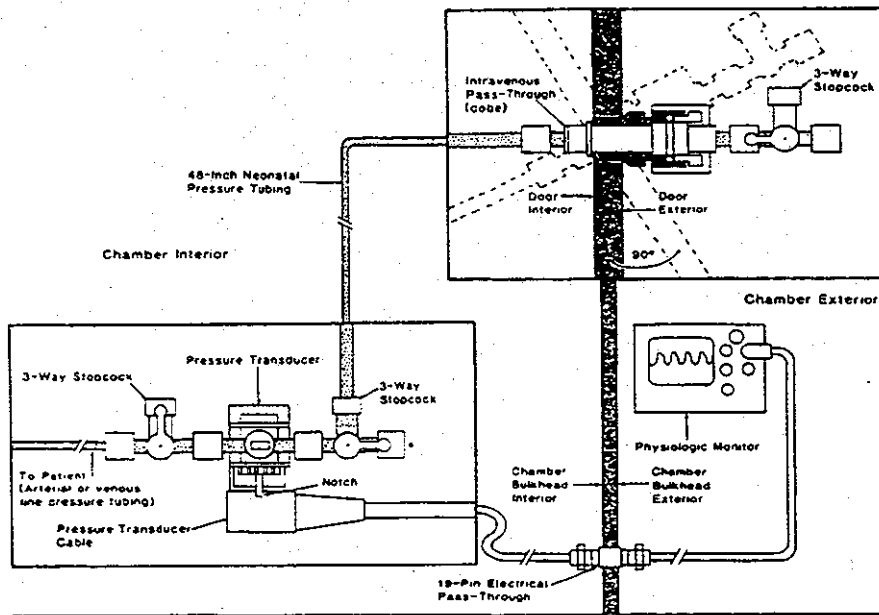 Intravenous
Pass-Through
(cobe)
3-Way
Stopcock
48-Inch Neonatal
Pressure Tubing
Door
Interior
Door
Exterior
90°
Chamber Interior
Chamber Exterior
3-Way Stopcock
Pressure Transducer
3-Way
Stopcock
To Patient
(Arterial or venous
line pressure tubing)
Notch
Pressure Transducer
Cable
Physiologic Monitor
Chamber
Bulkhead
Interior
Chamber
Bulkhead
Exterior
19-Pin Electrical
Pass-Through